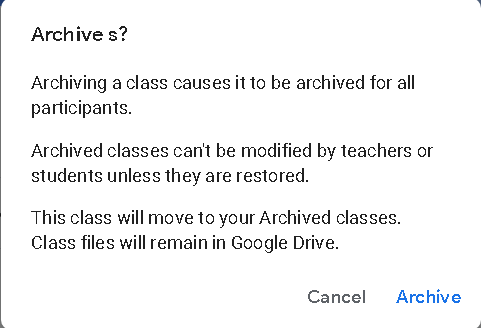 Archive s?
Archiving a class causes it to be archived for all
participants.
Archived classes can't be modified by teachers or
students unless they are restored.
This class will move to your Archived classes.
Class files will remain in Google Drive.
Cancel Archive